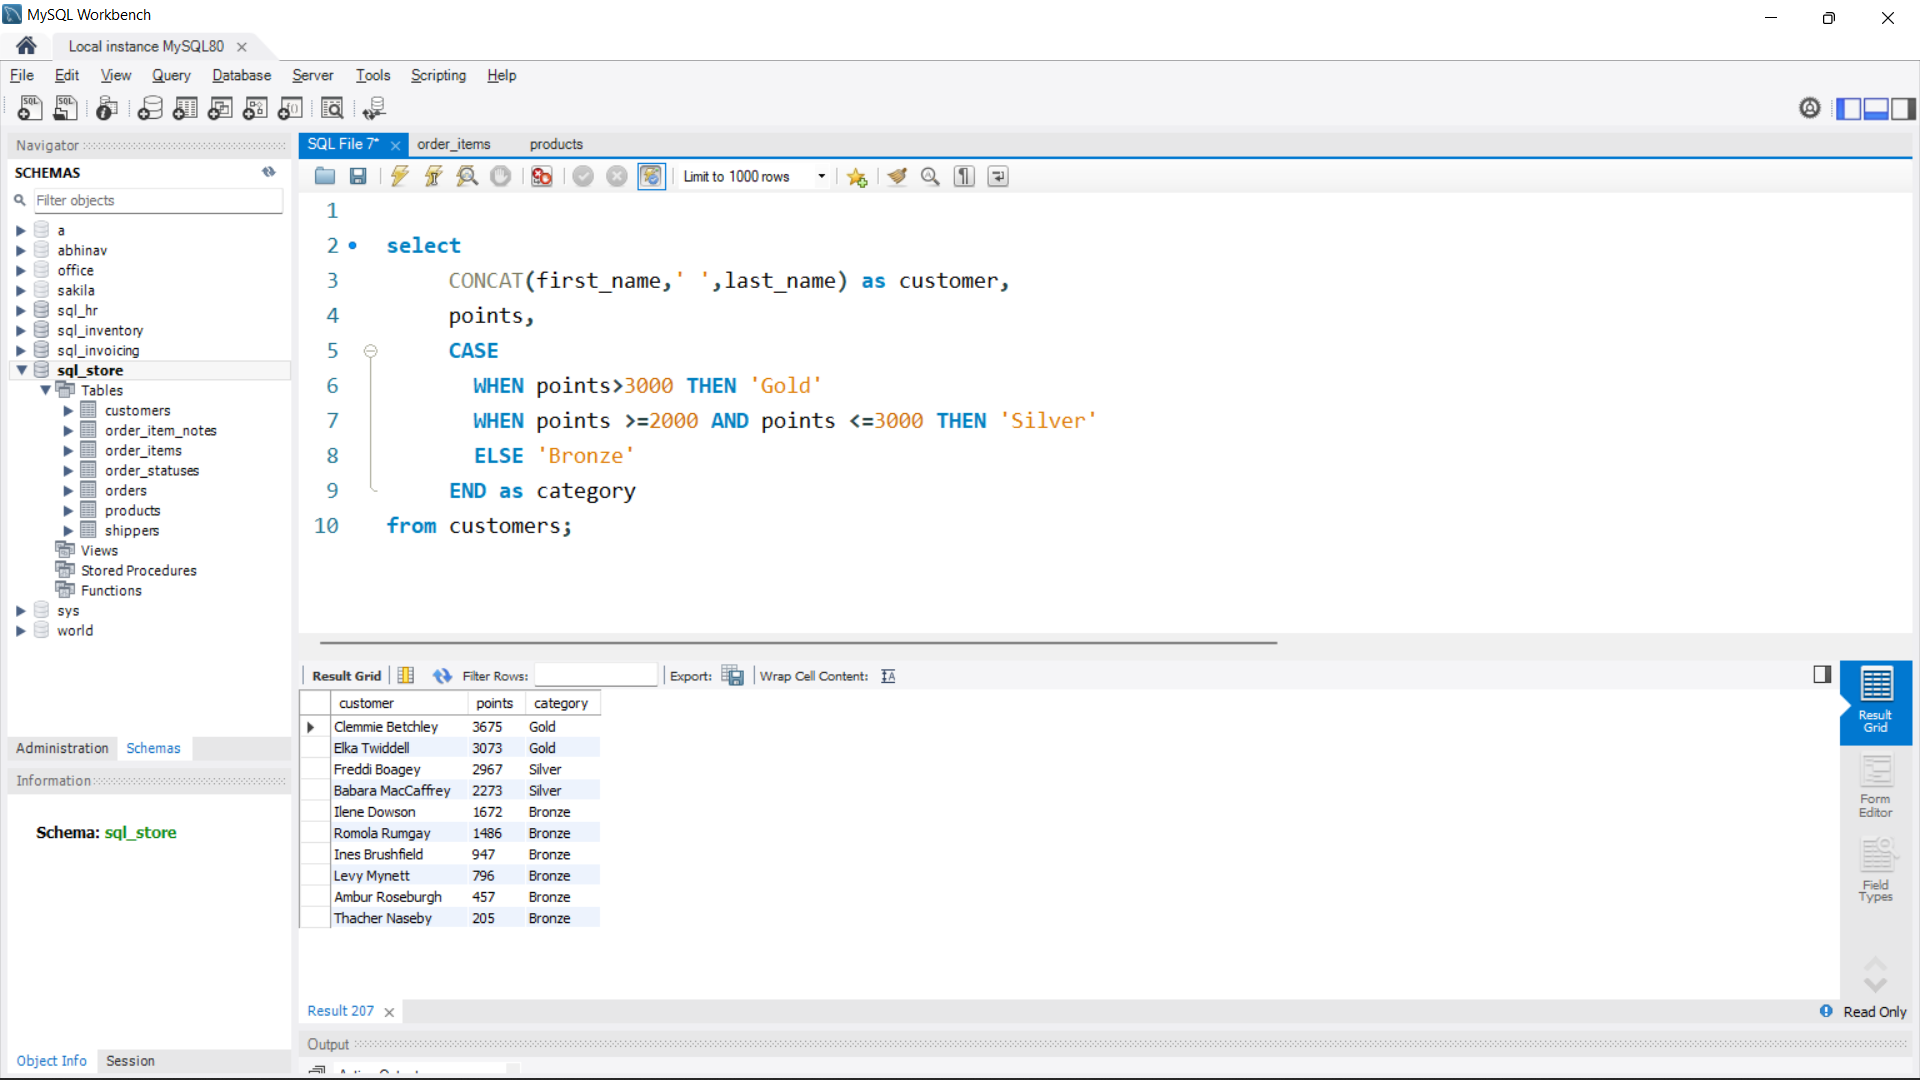 MySQL Workbench
Local instance MySQL80
File Edit View Query Database Server Tools Scripting Help
Navigator
SCHEMAS
Filter objects
a
abhinav
office
sakila
sql_hr
sql_inventory
sql_invoicing
sql_store
Tables
customers
order_item_notes
order_items
order_statuses
orders
products
shippers
Views
Stored Procedures
Functions
sys
world
Administration Schemas
Information
Schema: sql_store
Object Info Session
SQL File 7* order_items products
Limit to 1000 rows
1
2 select
3 CONCAT(first_name,' ',last_name) as customer,
4 points,
5 CASE
6 WHEN points>3000 THEN 'Gold'
7 WHEN points >=2000 AND points <=3000 THEN 'Silver'
8 ELSE 'Bronze'
9 END as category
10 from customers;
Result Grid Filter Rows: Export: Wrap Cell Content:
customer points category
Clemmie Betchley 3675 Gold
Elka Twiddell 3073 Gold
Freddi Boagey 2967 Silver
Babara MacCaffrey 2273 Silver
Ilene Dowson 1672 Bronze
Romola Rumgay 1486 Bronze
Ines Brushfield 947 Bronze
Levy Mynett 796 Bronze
Ambur Roseburgh 457 Bronze
Thacher Naseby 205 Bronze
Result
Grid
Form
Editor
Field
Types
Result 207
Read Only
Output